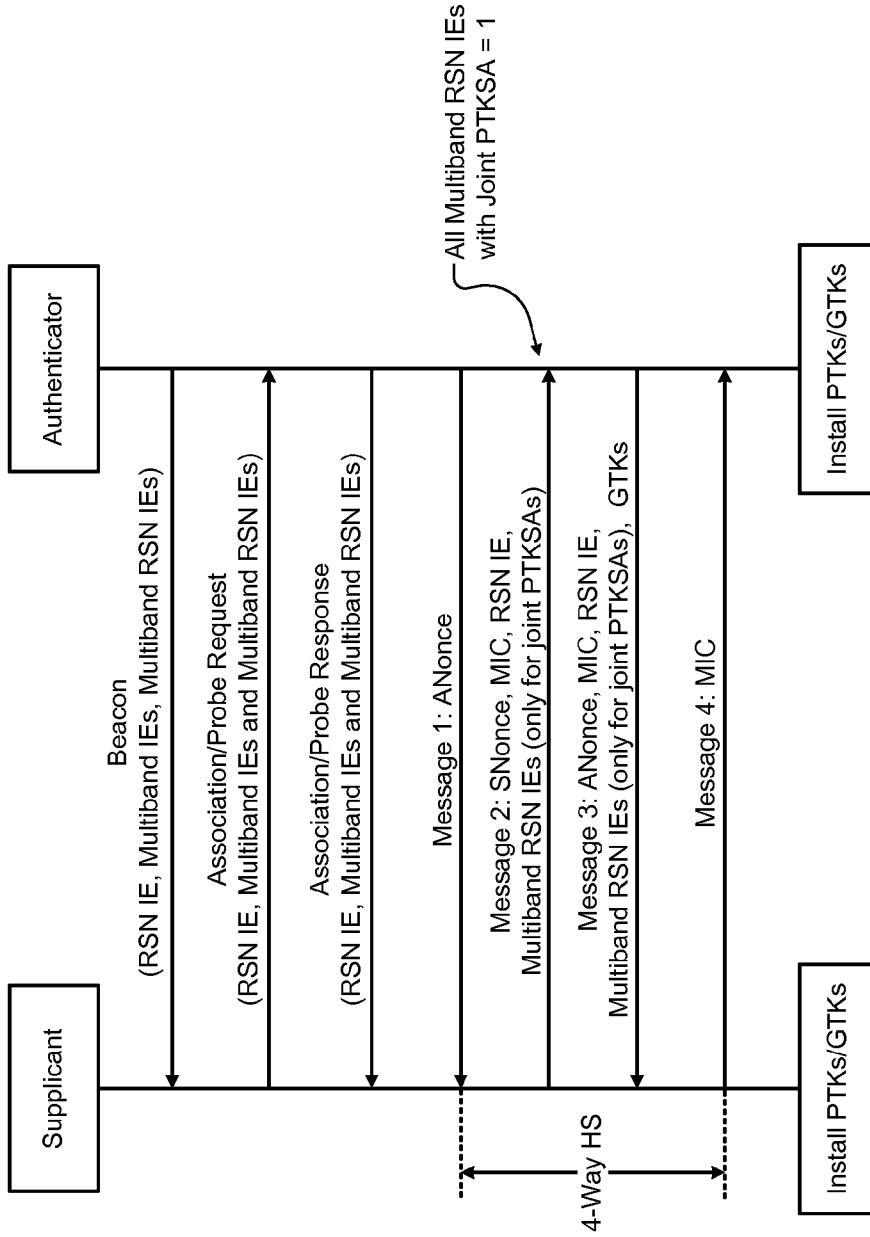 Supplicant
Authenticator
Beacon
(RSN IE, Multiband IEs, Multiband RSN IEs)
Association/Probe Request
(RSN IE, Multiband IEs and Multiband RSN IEs)
Association/Probe Response
(RSN IE, Multiband IEs and Multiband RSN IEs)
Message 1: ANonce
4-Way HS
Message 2: SNonce, MIC, RSN IE,
Multiband RSN IEs (only for joint PTKSAs)
All Multiband RSN IEs
with Joint PTKSA = 1
Message 3: ANonce, MIC, RSN IE,
Multiband RSN IEs (only for joint PTKSAs), GTKs
Message 4: MIC
Install PTKs/GTKs
Install PTKs/GTKs